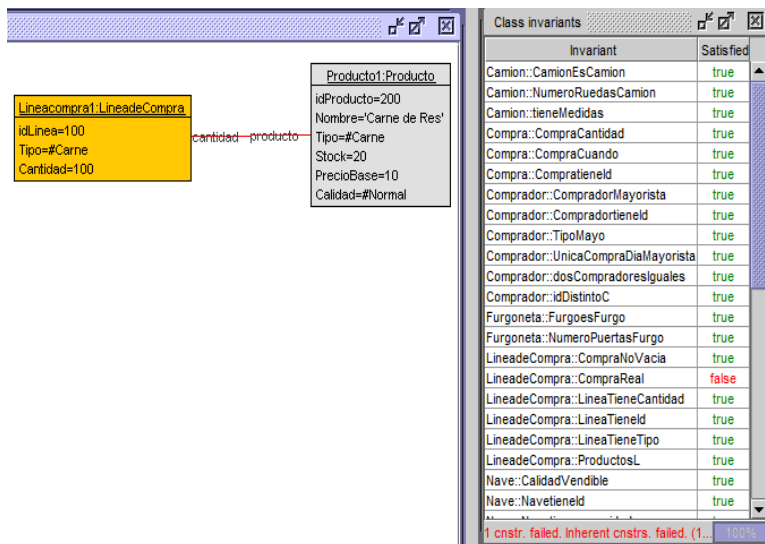 Class invariants
Invariant Satisfied
Lineacompra1:LineadeCompra
idLinea=100
Tipo=#Carne
Cantidad=100
cantidad producto
Producto1:Producto
idProducto=200
Nombre='Carne de Res'
Tipo=#Carne
Stock=20
PrecioBase=10
Calidad=#Normal
Camion::CamionEsCamion true
Camion::NumeroRuedasCamion true
Camion::tieneMedidas true
Compra::CompraCantidad true
Compra::CompraCuando true
Compra::CompratieneId true
Comprador::CompradorMayorista true
Comprador::CompradortieneId true
Comprador::TipoMayo true
Comprador::UnicaCompraDiaMayorista true
Comprador::dosCompradoresIguales true
Comprador::idDistintoC true
Furgoneta::FurgoesFurgo true
Furgoneta::NumeroPuertasFurgo true
LineadeCompra::CompraNoVacia true
LineadeCompra::CompraReal false
LineadeCompra::LineaTieneCantidad true
LineadeCompra::LineaTieneId true
LineadeCompra::LineaTieneTipo true
LineadeCompra::ProductosL true
Nave::CalidadVendible true
Nave::NavetieneId true
1 cnstr. failed. Inherent cnstrs. failed. (1... 100%